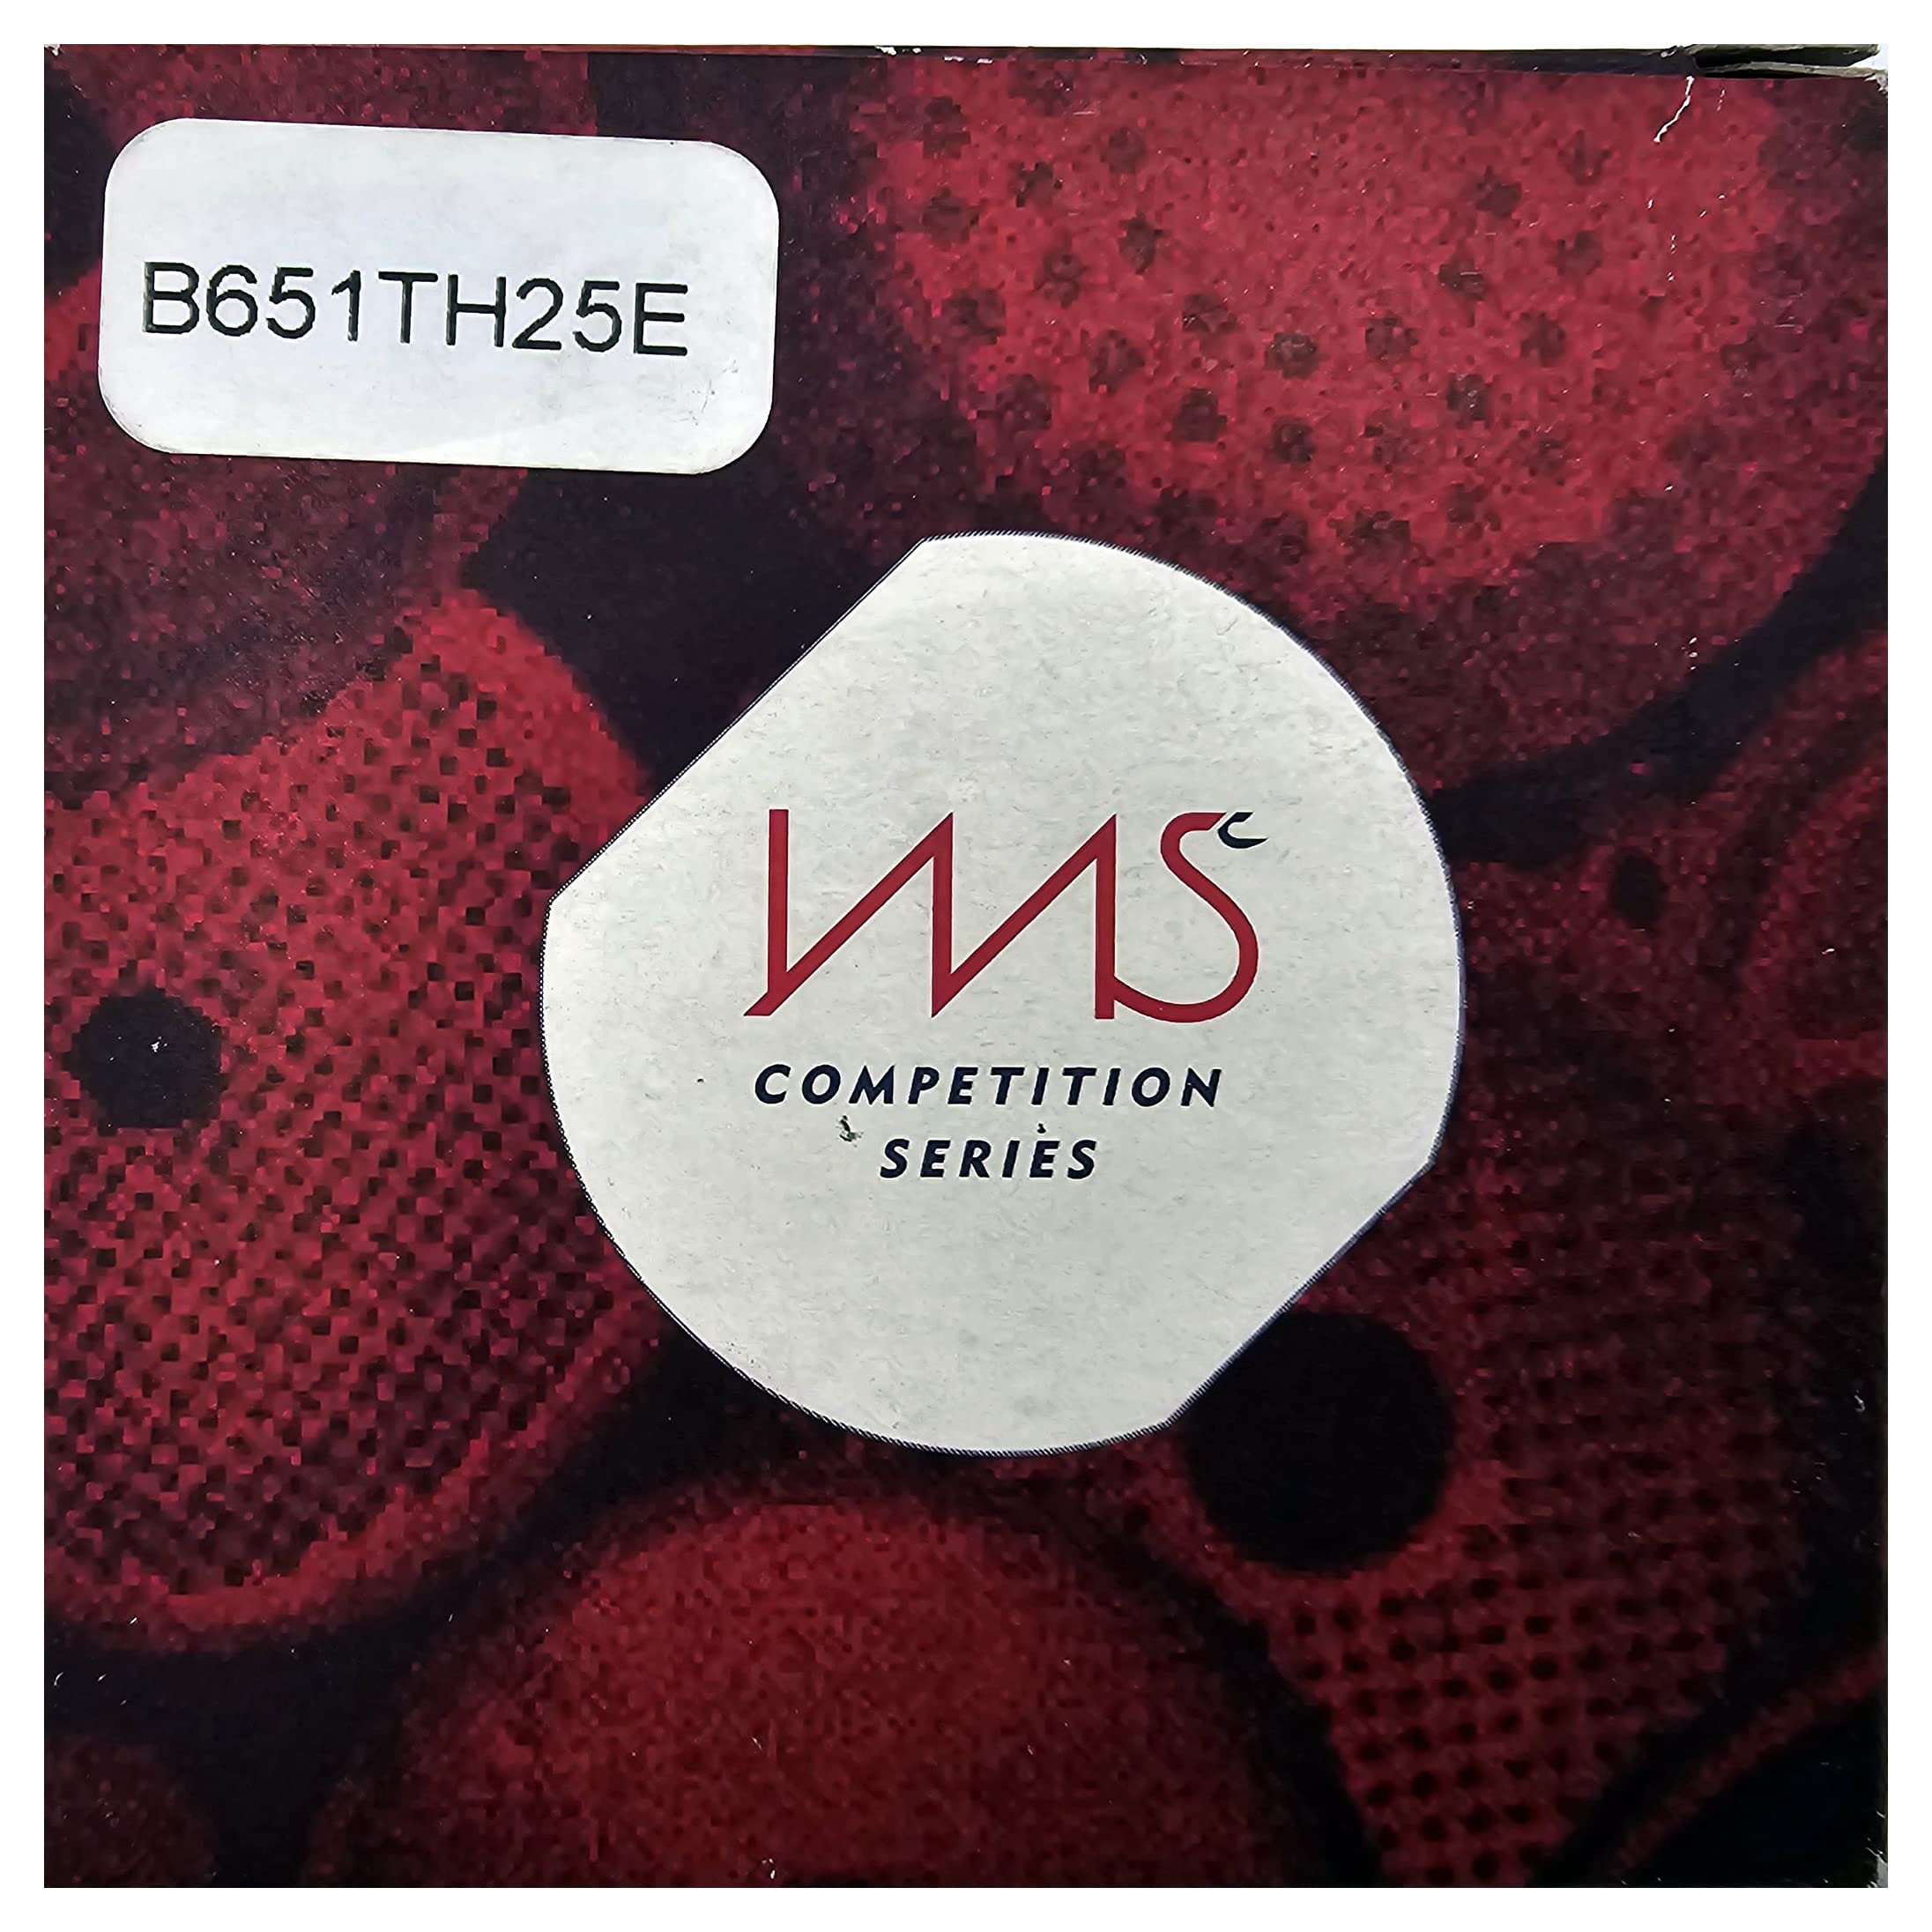 B651TH25E
IMS
COMPETITION
SERIES